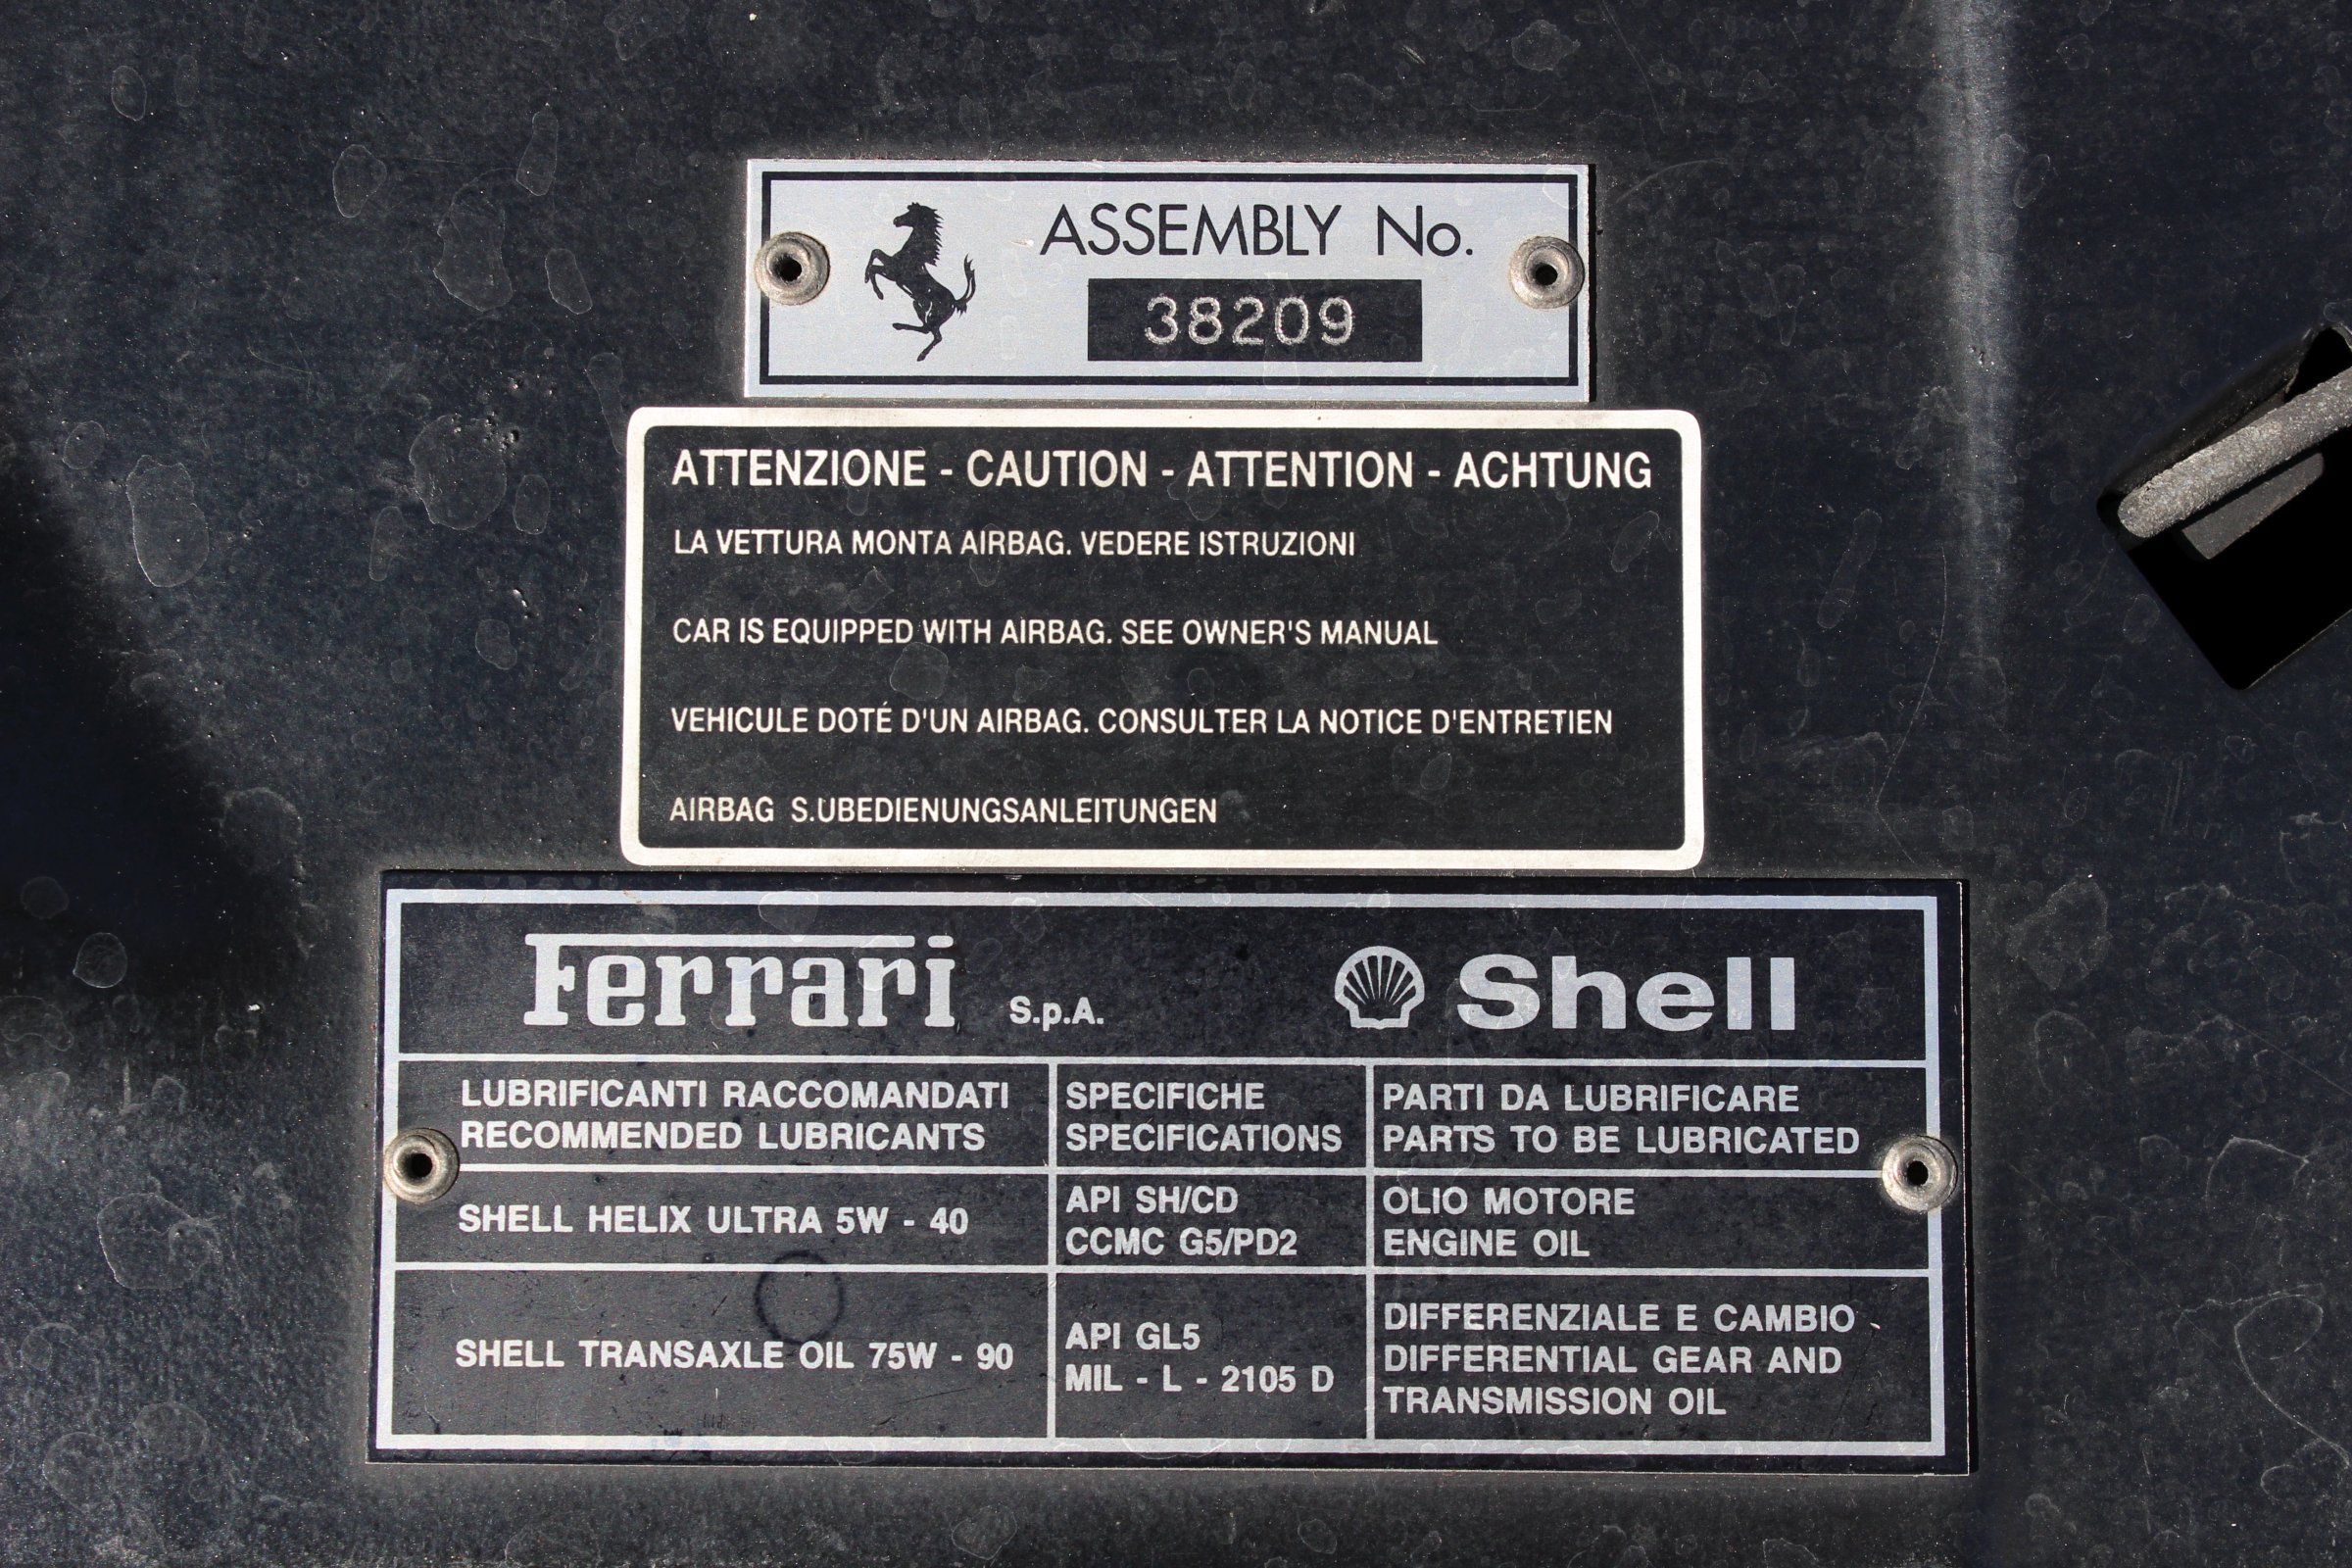 ASSEMBLY No.
38209
ATTENZIONE - CAUTION - ATTENTION - ACHTUNG
LA VETTURA MONTA AIRBAG. VEDERE ISTRUZIONI
CAR IS EQUIPPED WITH AIRBAG. SEE OWNER'S MANUAL
VEHICULE DOTÉ D'UN AIRBAG. CONSULTER LA NOTICE D'ENTRETIEN
AIRBAG S.UBEDIENUNGSANLEITUNGEN
Ferrari S.p.A. Shell
LUBRIFICANTI RACCOMANDATI
RECOMMENDED LUBRICANTS
SPECIFICHE
SPECIFICATIONS
PARTI DA LUBRIFICARE
PARTS TO BE LUBRICATED
SHELL HELIX ULTRA 5W - 40
API SH/CD
CCMC G5/PD2
OLIO MOTORE
ENGINE OIL
SHELL TRANSAXLE OIL 75W - 90
API GL5
MIL - L - 2105 D
DIFFERENZIALE E CAMBIO
DIFFERENTIAL GEAR AND
TRANSMISSION OIL